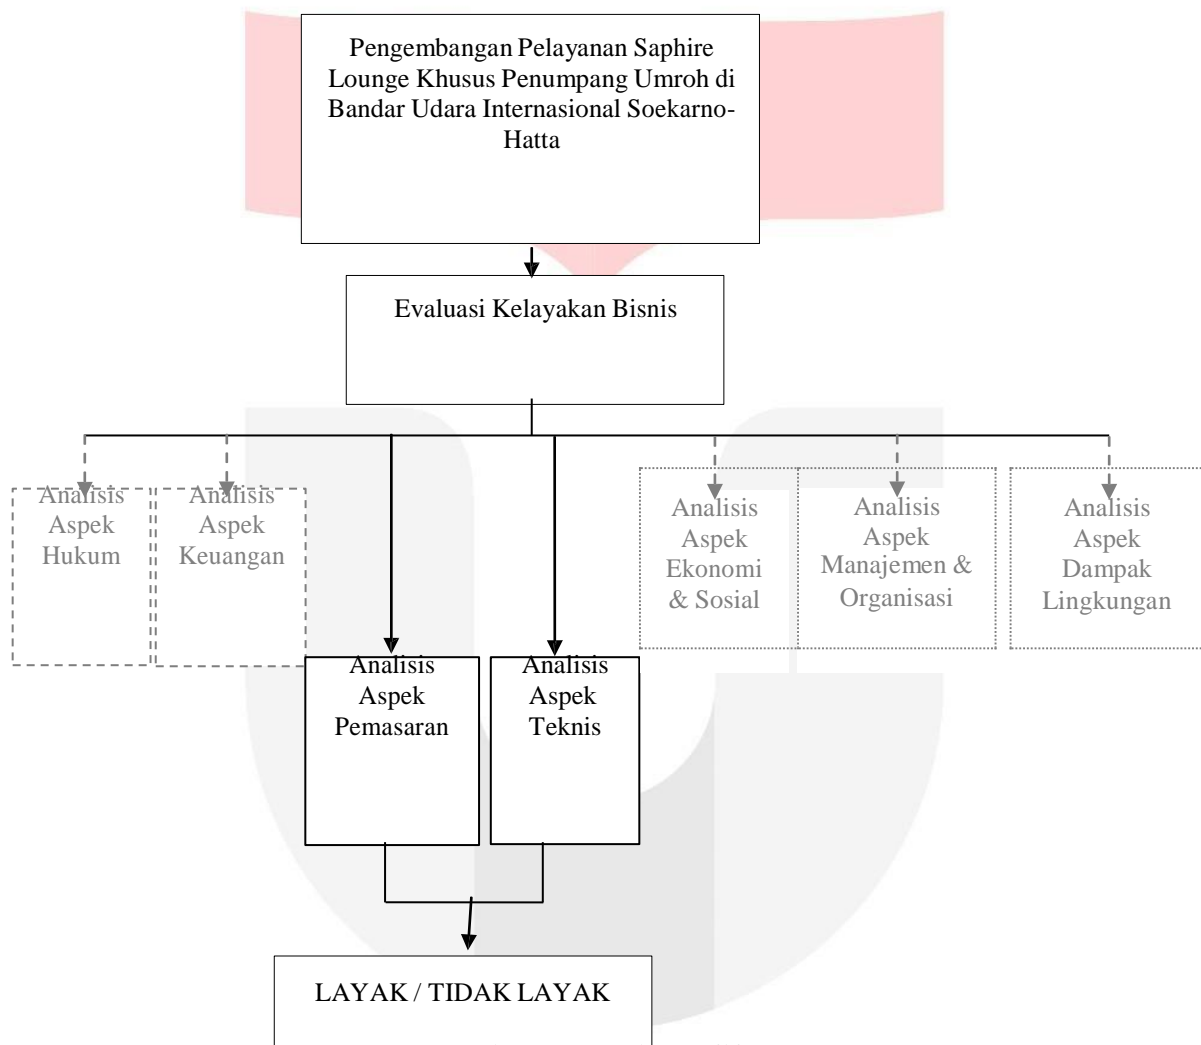 Pengembangan Pelayanan Saphire
Lounge Khusus Penumpang Umroh di
Bandar Udara Internasional Soekarno-
Hatta
Evaluasi Kelayakan Bisnis
Analisis
Aspek
Hukum
Analisis
Aspek
Keuangan
Analisis
Aspek
Ekonomi
& Sosial
Analisis
Aspek
Manajemen &
Organisasi
Analisis
Aspek
Dampak
Lingkungan
Analisis
Aspek
Pemasaran
Analisis
Aspek
Teknis
LAYAK / TIDAK LAYAK